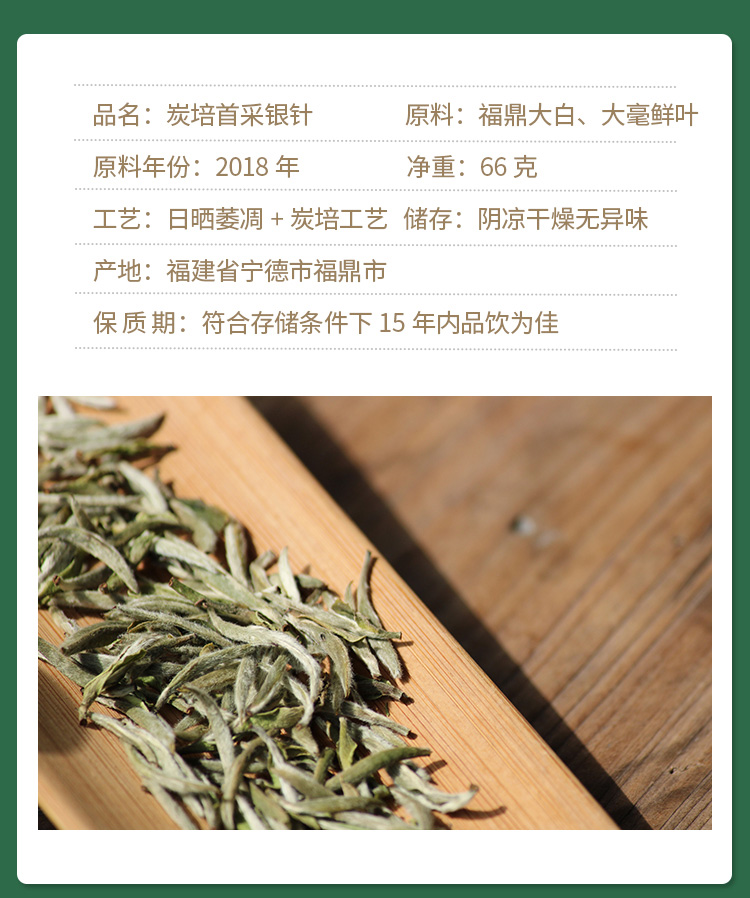 品名：炭培首采银针 原料：福鼎大白、大毫鲜叶
原料年份：2018 年 净重：66 克
工艺：日晒萎凋 + 炭培工艺 储存：阴凉干燥无异味
产地：福建省宁德市福鼎市
保 质 期：符合存储条件下 15 年内品饮为佳